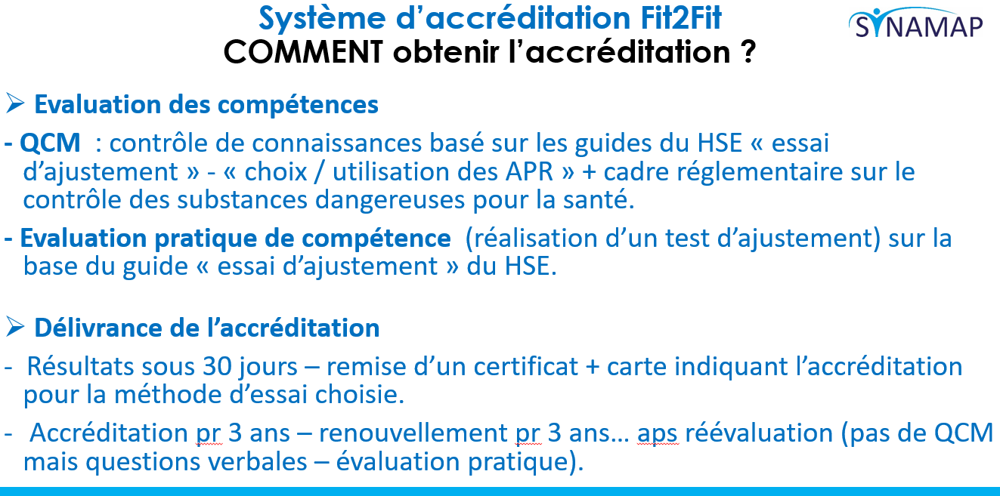 Système d’accréditation Fit2Fit
SYNAMAP
COMMENT obtenir l’accréditation ?
➢ Evaluation des compétences
- QCM : contrôle de connaissances basé sur les guides du HSE « essai
d’ajustement » - « choix / utilisation des APR » + cadre réglementaire sur le
contrôle des substances dangereuses pour la santé.
- Evaluation pratique de compétence (réalisation d’un test d’ajustement) sur la
base du guide « essai d’ajustement » du HSE.
➢ Délivrance de l’accréditation
- Résultats sous 30 jours – remise d’un certificat + carte indiquant l’accréditation
pour la méthode d’essai choisie.
- Accréditation pr 3 ans – renouvellement pr 3 ans… aps réévaluation (pas de QCM
mais questions verbales – évaluation pratique).